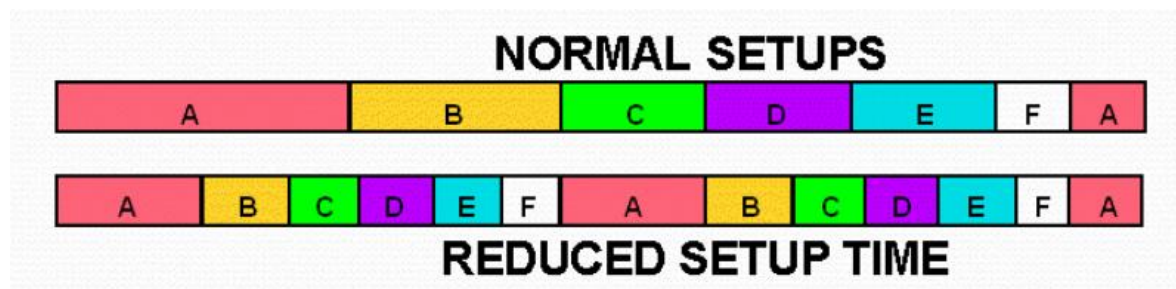 NORMAL SETUPS
A B C D E F A
A B C D E F A B C D E F A
REDUCED SETUP TIME